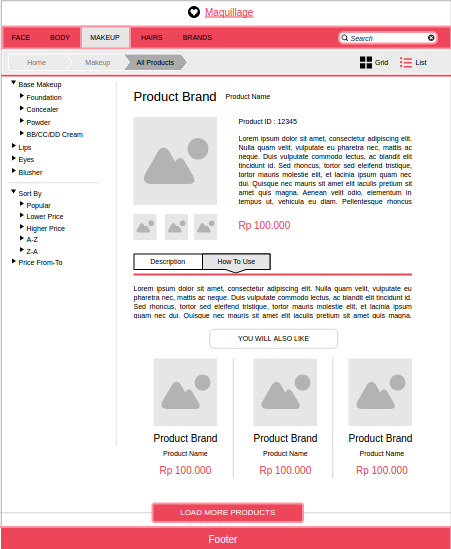 Maquillage
FACE BODY MAKEUP HAIRS BRANDS Search
Home Makeup All Products Grid List
Base Makeup
Foundation
Concealer
Powder
BB/CC/DD Cream
Lips
Eyes
Blusher
Sort By
Popular
Lower Price
Higher Price
A-Z
Z-A
Price From-To
Product Brand Product Name
Product ID : 12345
Lorem ipsum dolor sit amet, consectetur adipiscing elit.
Nulla quam velit, vulputate eu pharetra nec, mattis ac
neque. Duis vulputate commodo lectus, ac blandit elit
tincidunt id. Sed rhoncus, tortor sed eleifend tristique,
tortor mauris molestie elit, et lacinia ipsum quam nec
dui. Quisque nec mauris sit amet elit iaculis pretium sit
amet quis magna. Aenean velit odio, elementum in
tempus ut, vehicula eu diam. Pellentesque rhoncus
Rp 100.000
Description How To Use
Lorem ipsum dolor sit amet, consectetur adipiscing elit. Nulla quam velit, vulputate eu
pharetra nec, mattis ac neque. Duis vulputate commodo lectus, ac blandit elit tincidunt id.
Sed rhoncus, tortor sed eleifend tristique, tortor mauris molestie elit, et lacinia ipsum
quam nec dui. Quisque nec mauris sit amet elit iaculis pretium sit amet quis magna.
YOU WILL ALSO LIKE
Product Brand Product Brand Product Brand
Product Name Product Name Product Name
Rp 100.000 Rp 100.000 Rp 100.000
LOAD MORE PRODUCTS
Footer